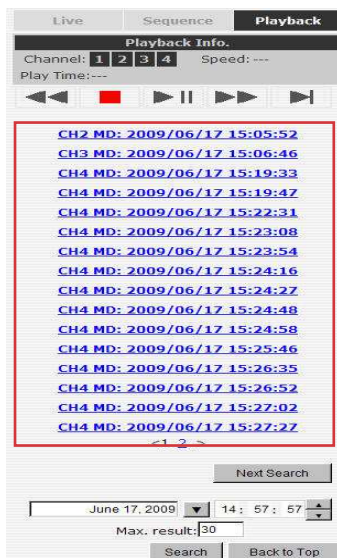 Live Sequence Playback
Playback Info.
Channel: 1 2 3 4 Speed: ---
Play Time:---
CH2 MD: 2009/06/17 15:05:52
CH3 MD: 2009/06/17 15:06:46
CH4 MD: 2009/06/17 15:19:33
CH4 MD: 2009/06/17 15:19:47
CH4 MD: 2009/06/17 15:22:31
CH4 MD: 2009/06/17 15:23:08
CH4 MD: 2009/06/17 15:23:54
CH4 MD: 2009/06/17 15:24:16
CH4 MD: 2009/06/17 15:24:27
CH4 MD: 2009/06/17 15:24:48
CH4 MD: 2009/06/17 15:24:58
CH4 MD: 2009/06/17 15:25:46
CH4 MD: 2009/06/17 15:26:35
CH4 MD: 2009/06/17 15:26:52
CH4 MD: 2009/06/17 15:27:02
CH4 MD: 2009/06/17 15:27:27
<1 2 >
Next Search
June 17, 2009 14: 57: 57
Max. result: 30
Search Back to Top